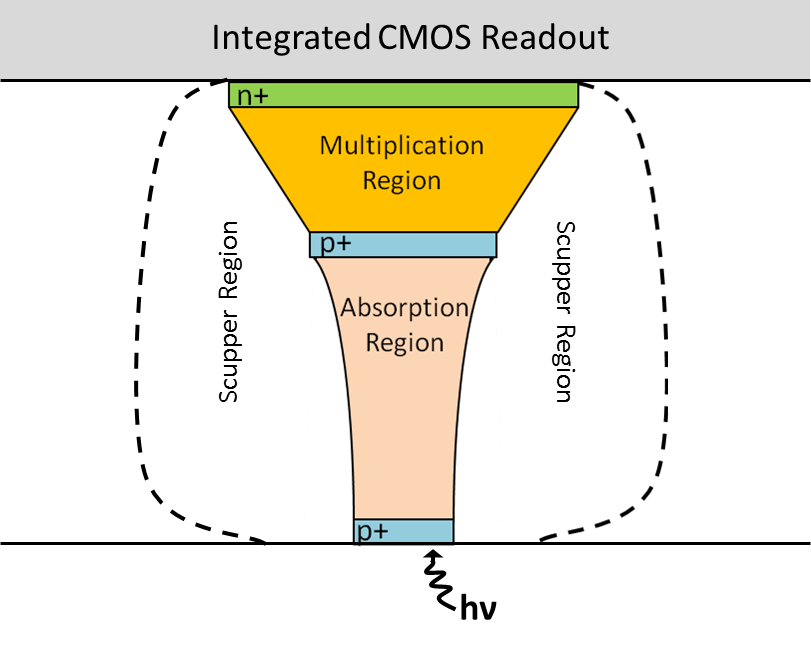 Integrated CMOS Readout
n+
Multiplication
Region
p+
Scupper Region
Scupper Region
Absorption
Region
p+
hν